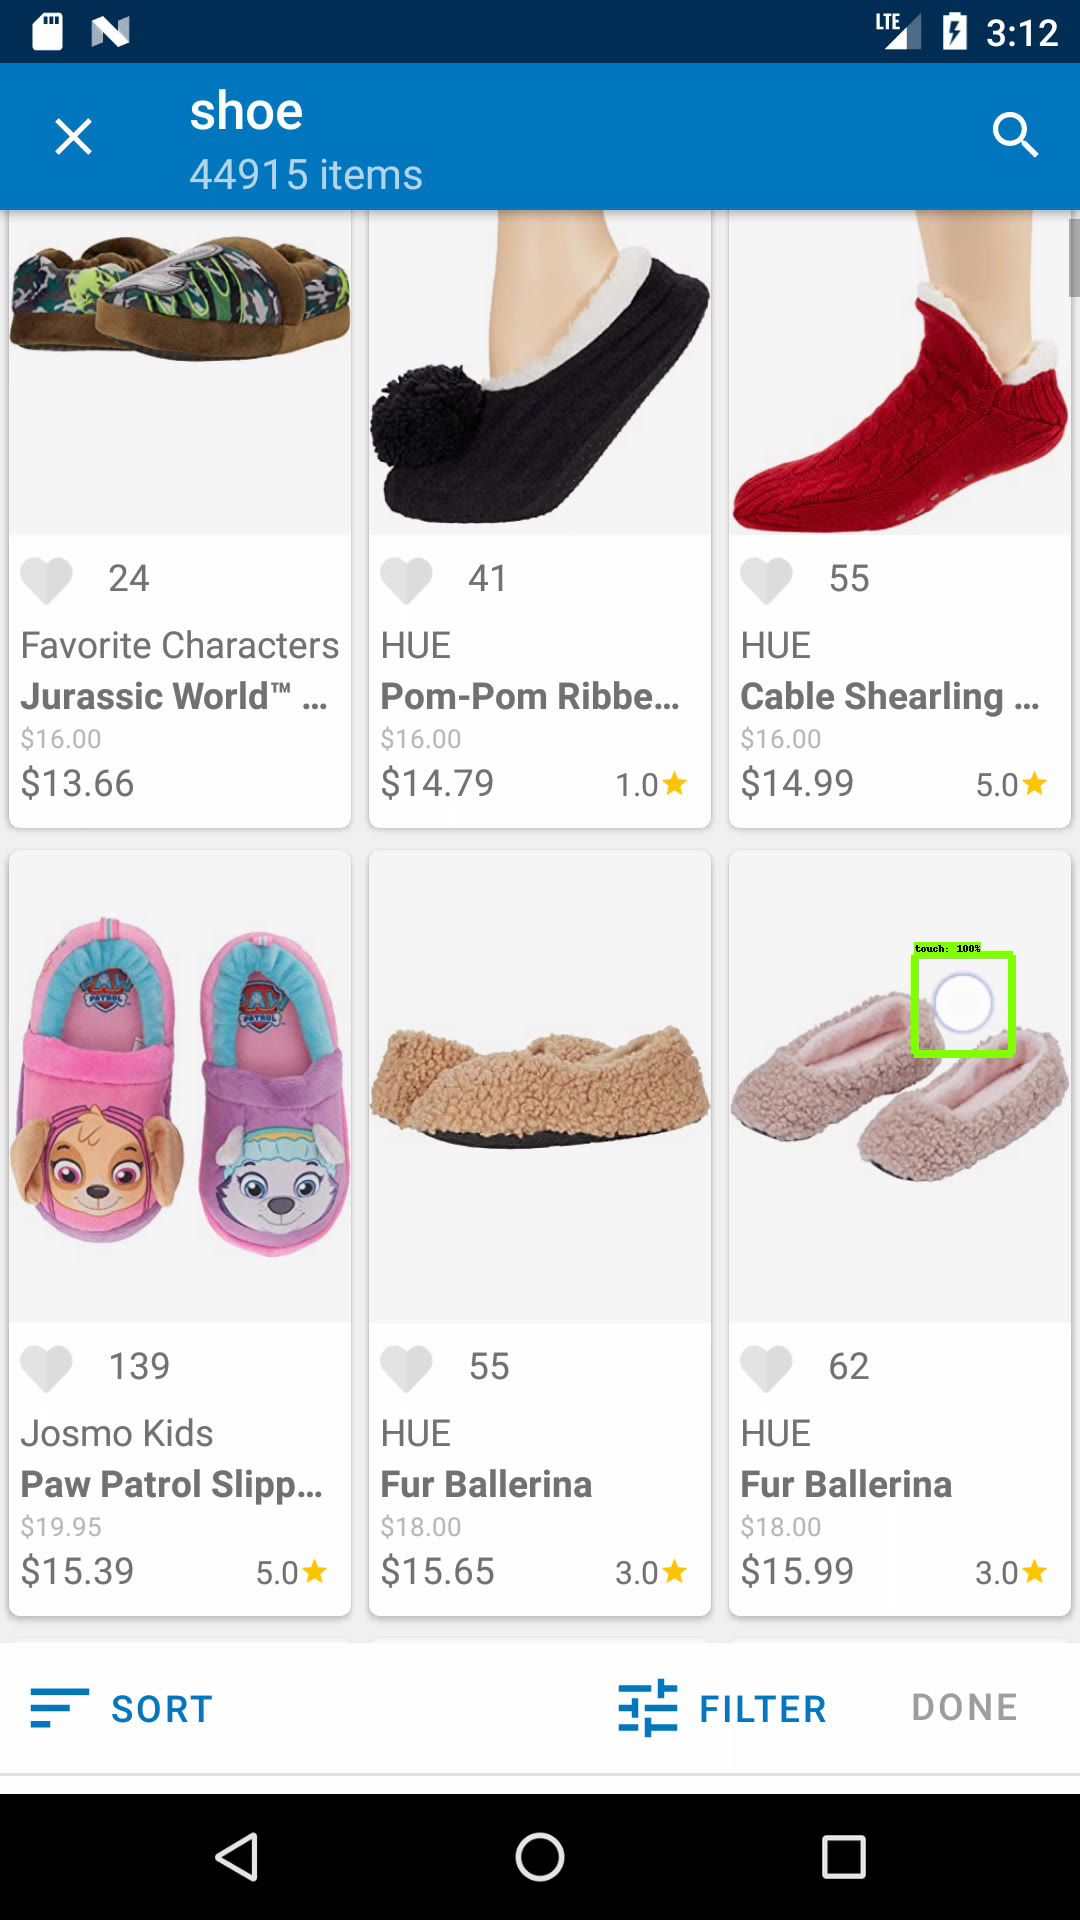 LTE 3:12
shoe
44915 items
24
41
55
Favorite Characters
HUE
HUE
Jurassic World™ ...
Pom-Pom Ribbe...
Cable Shearling ...
$16.00
$16.00
$16.00
$13.66
$14.79 1.0
$14.99 5.0
touch: 100%
PAW PATROL
PAW PATROL
139
55
62
Josmo Kids
HUE
HUE
Paw Patrol Slipp...
Fur Ballerina
Fur Ballerina
$19.95
$18.00
$18.00
$15.39 5.0
$15.65 3.0
$15.99 3.0
SORT
FILTER
DONE